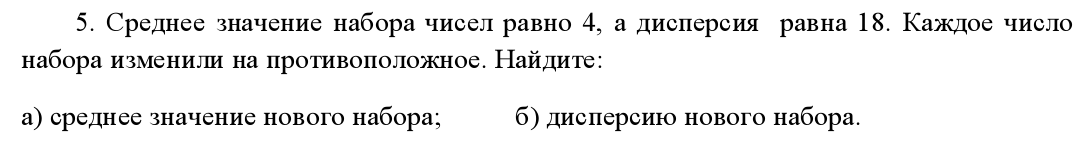 5. Среднее значение набора чисел равно 4, а дисперсия равна 18. Каждое число
набора изменили на противоположное. Найдите:
а) среднее значение нового набора; б) дисперсию нового набора.